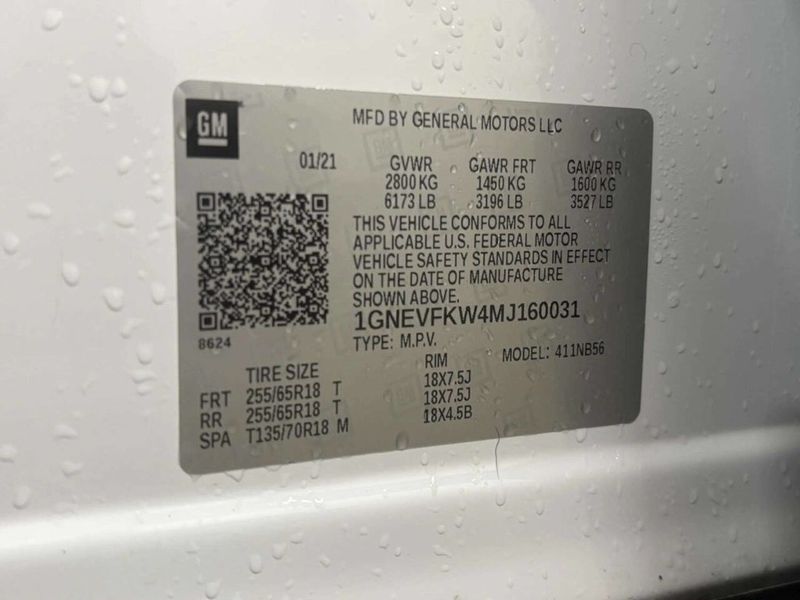 GM
MFD BY GENERAL MOTORS LLC
01/21 GVWR GAWR FRT GAWR RR
2800 KG 1450 KG 1600 KG
6173 LB 3196 LB 3527 LB
THIS VEHICLE CONFORMS TO ALL
APPLICABLE U.S. FEDERAL MOTOR
VEHICLE SAFETY STANDARDS IN EFFECT
ON THE DATE OF MANUFACTURE
SHOWN ABOVE.
1GNEVFKW4MJ160031
8624
TYPE: M.P.V. MODEL: 411NB56
TIRE SIZE RIM
FRT 255/65R18 T 18X7.5J
RR 255/65R18 T 18X7.5J
SPA T135/70R18 M 18X4.5B